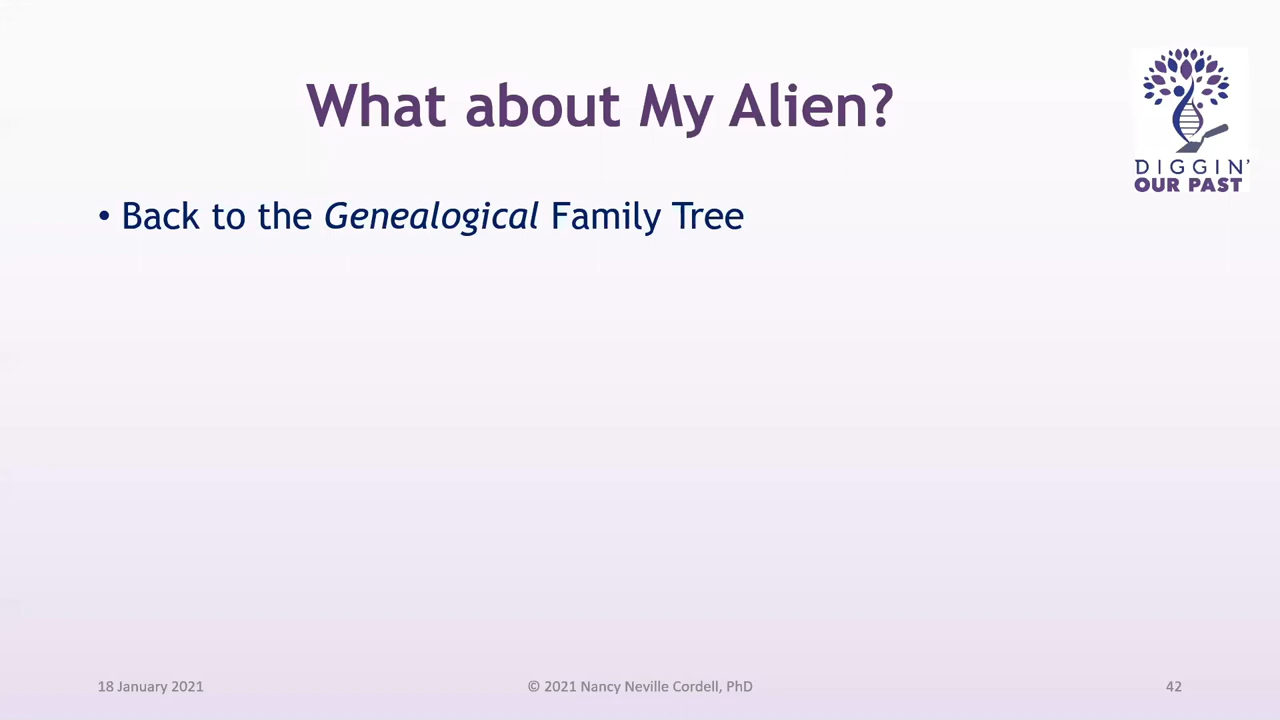 What about My Alien?
DIGGIN'
OUR PAST
• Back to the Genealogical Family Tree
18 January 2021
© 2021 Nancy Neville Cordell, PhD
42